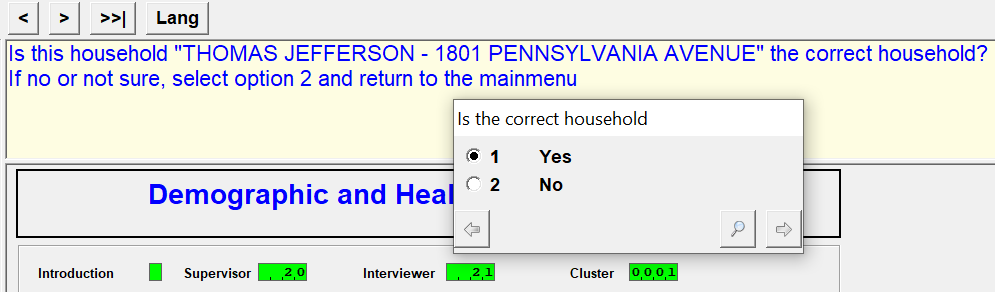 < > >>| Lang
Is this household "THOMAS JEFFERSON - 1801 PENNSYLVANIA AVENUE" the correct household?
If no or not sure, select option 2 and return to the mainmenu
Is the correct household
1 Yes
2 No
Demographic and Heal
Introduction Supervisor 20 Interviewer 21 Cluster 0001